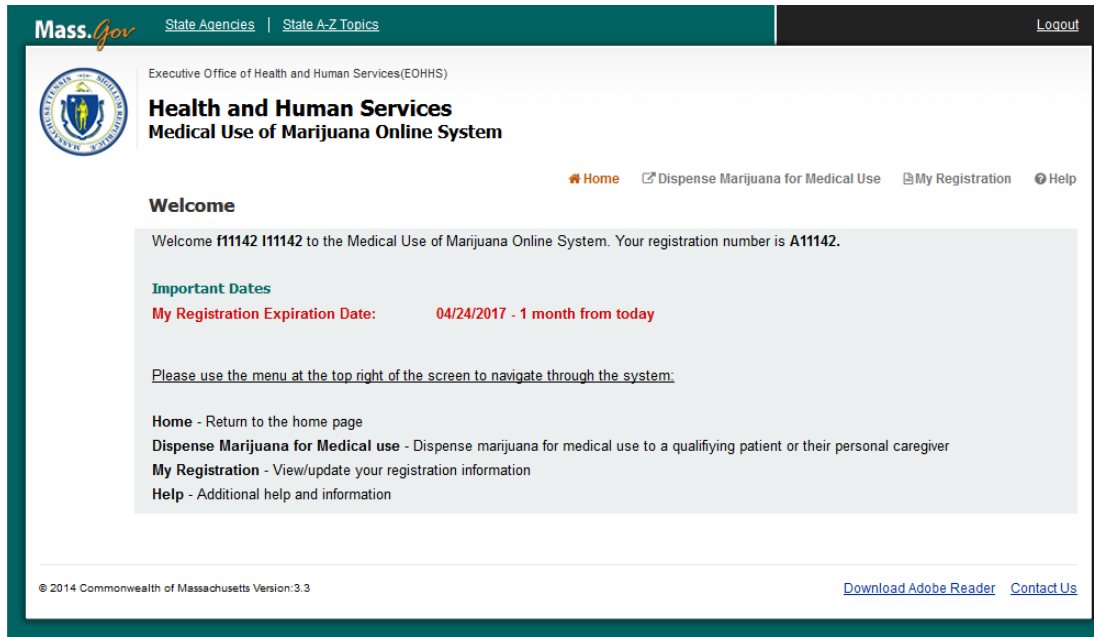 Mass.Gov State Agencies | State A-Z Topics Logout
Executive Office of Health and Human Services(EOHHS)
Health and Human Services
Medical Use of Marijuana Online System
Home Dispense Marijuana for Medical Use My Registration Help
Welcome
Welcome f11142 l11142 to the Medical Use of Marijuana Online System. Your registration number is A11142.
Important Dates
My Registration Expiration Date: 04/24/2017 - 1 month from today
Please use the menu at the top right of the screen to navigate through the system:
Home - Return to the home page
Dispense Marijuana for Medical use - Dispense marijuana for medical use to a qualifiying patient or their personal caregiver
My Registration - View/update your registration information
Help - Additional help and information
© 2014 Commonwealth of Massachusetts Version:3.3 Download Adobe Reader Contact Us